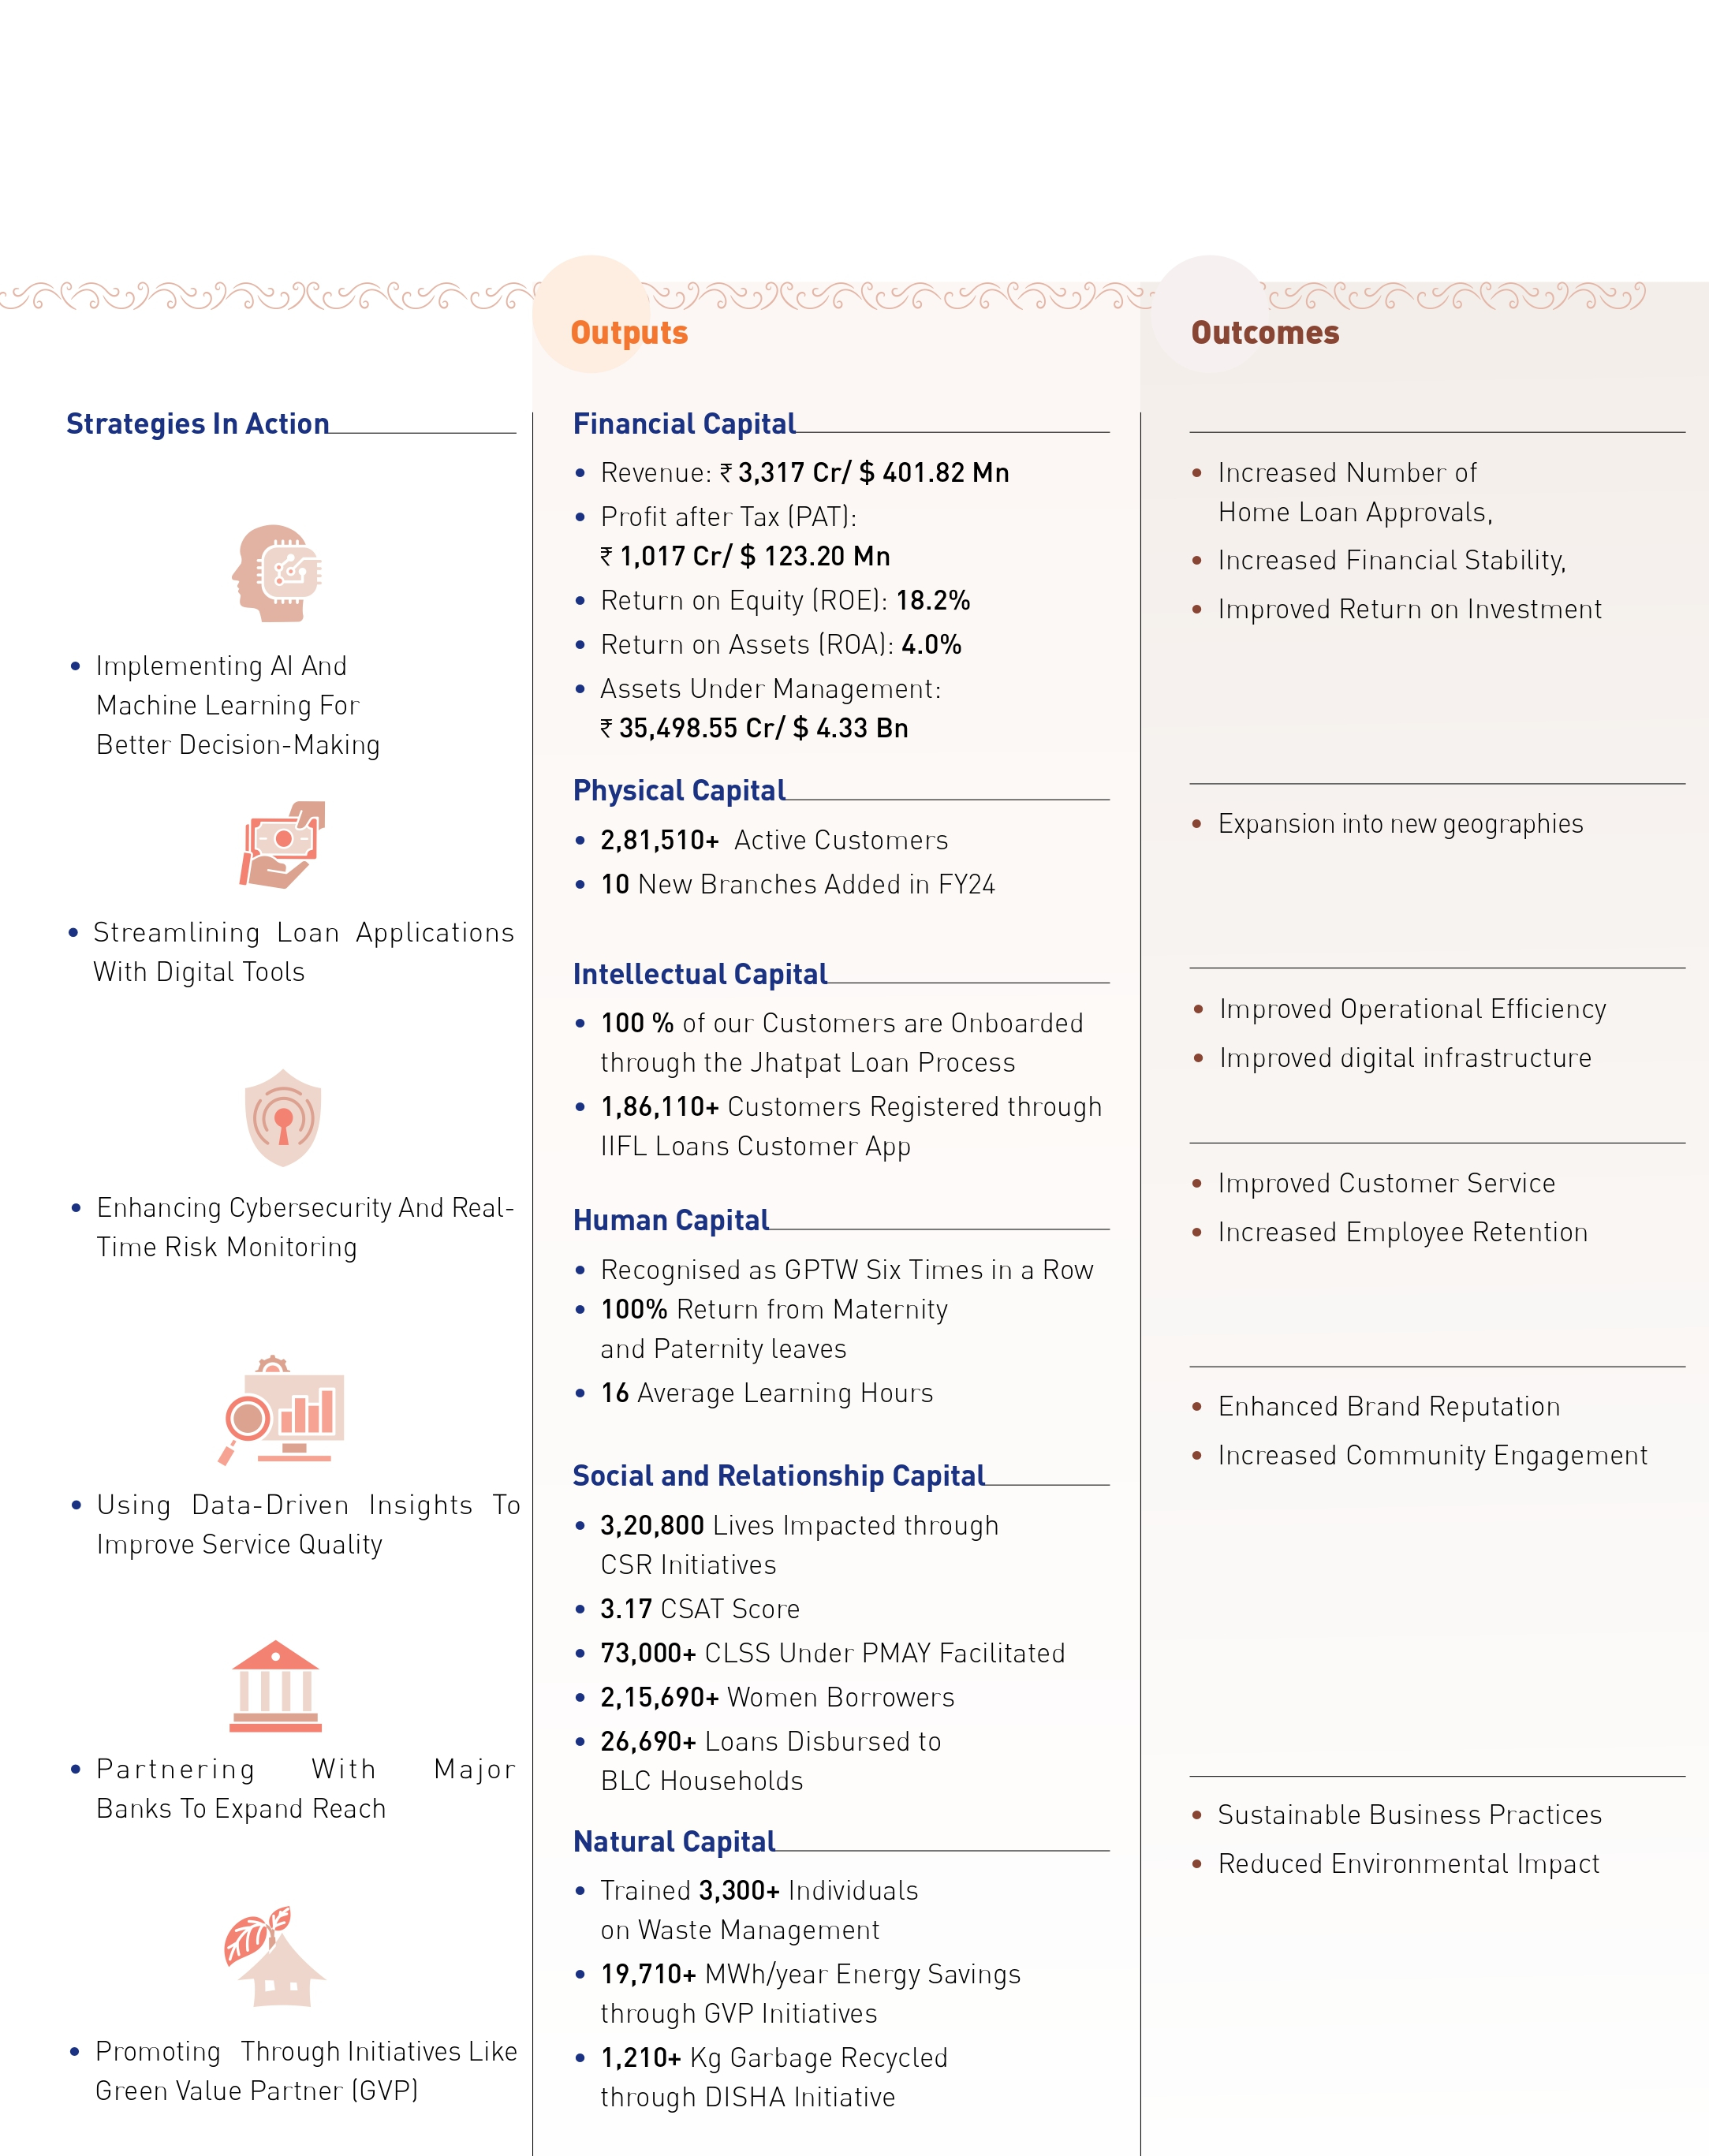 Outputs
Outcomes
Strategies In Action
• Implementing AI And
Machine Learning For
Better Decision-Making
• Streamlining Loan Applications
With Digital Tools
• Enhancing Cybersecurity And Real-
Time Risk Monitoring
• Using Data-Driven Insights To
Improve Service Quality
• Partnering With Major
Banks To Expand Reach
• Promoting Through Initiatives Like
Green Value Partner (GVP)
Financial Capital
• Revenue: ₹ 3,317 Cr/ $ 401.82 Mn
• Profit after Tax (PAT):
₹ 1,017 Cr/ $ 123.20 Mn
• Return on Equity (ROE): 18.2%
• Return on Assets (ROA): 4.0%
• Assets Under Management:
₹ 35,498.55 Cr/ $ 4.33 Bn
Physical Capital
• 2,81,510+ Active Customers
• 10 New Branches Added in FY24
Intellectual Capital
• 100 % of our Customers are Onboarded
through the Jhatpat Loan Process
• 1,86,110+ Customers Registered through
IIFL Loans Customer App
Human Capital
• Recognised as GPTW Six Times in a Row
• 100% Return from Maternity
and Paternity leaves
• 16 Average Learning Hours
Social and Relationship Capital
• 3,20,800 Lives Impacted through
CSR Initiatives
• 3.17 CSAT Score
• 73,000+ CLSS Under PMAY Facilitated
• 2,15,690+ Women Borrowers
• 26,690+ Loans Disbursed to
BLC Households
Natural Capital
• Trained 3,300+ Individuals
on Waste Management
• 19,710+ MWh/year Energy Savings
through GVP Initiatives
• 1,210+ Kg Garbage Recycled
through DISHA Initiative
• Increased Number of
Home Loan Approvals,
• Increased Financial Stability,
• Improved Return on Investment
• Expansion into new geographies
• Improved Operational Efficiency
• Improved digital infrastructure
• Improved Customer Service
• Increased Employee Retention
• Enhanced Brand Reputation
• Increased Community Engagement
• Sustainable Business Practices
• Reduced Environmental Impact